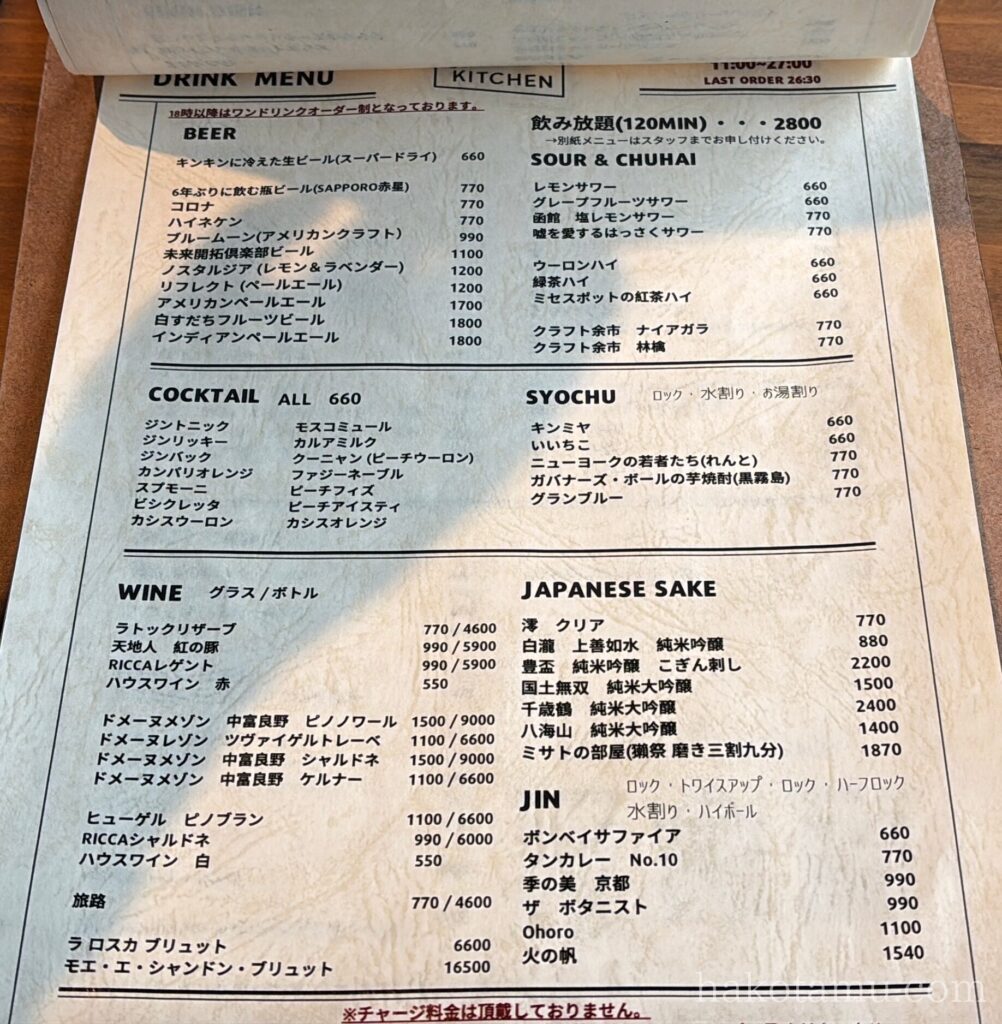 DRINK MENU
KITCHEN
11:00~27:00
LAST ORDER 26:30
18時以降はワンドリンクオーダー制となっております。
BEER
キンキンに冷えた生ビール(スーパードライ) 660
6年ぶりに飲む瓶ビール(SAPPORO赤星) 770
コロナ 770
ハイネケン 770
ブルームーン(アメリカンクラフト) 990
未来開拓倶楽部ビール 1100
ノスタルジア (レモン＆ラベンダー) 1200
リフレクト (ペールエール) 1200
アメリカンペールエール 1700
白すだちフルーツビール 1800
インディアンペールエール 1800
飲み放題(120MIN)・・・2800
→別紙メニューはスタッフまでお申し付けください。
SOUR & CHUHAI
レモンサワー 660
グレープフルーツサワー 660
函館 塩レモンサワー 770
嘘を愛するはっさくサワー 770
ウーロンハイ 660
緑茶ハイ 660
ミセスポットの紅茶ハイ 660
クラフト余市 ナイアガラ 770
クラフト余市 林檎 770
COCKTAIL ALL 660
ジントニック モスコミュール
ジンリッキー カルアミルク
ジンバック クーニャン (ピーチウーロン)
カンパリオレンジ ファジーネーブル
スプモーニ ピーチフィズ
ビシクレッタ ピーチアイスティ
カシスウーロン カシスオレンジ
SYOCHU ロック・水割り・お湯割り
キンミヤ 660
いいちこ 660
ニューヨークの若者たち(れんと) 770
ガバナーズ・ボールの芋焼酎(黒霧島) 770
グランブルー 770
WINE グラス / ボトル
ラトックリザーブ 770 / 4600
天地人 紅の豚 990 / 5900
RICCAレゲント 990 / 5900
ハウスワイン 赤 550
ドメーヌメゾン 中富良野 ピノノワール 1500 / 9000
ドメーヌレゾン ツヴァイゲルトレーベ 1100 / 6600
ドメーヌメゾン 中富良野 シャルドネ 1500 / 9000
ドメーヌメゾン 中富良野 ケルナー 1100 / 6600
ヒューゲル ピノブラン 1100 / 6600
RICCAシャルドネ 990 / 6000
ハウスワイン 白 550
旅路 770 / 4600
ラ ロスカ ブリュット 6600
モエ・エ・シャンドン・ブリュット 16500
JAPANESE SAKE
澪 クリア 770
白瀧 上善如水 純米吟醸 880
豊盃 純米吟醸 こぎん刺し 2200
国士無双 純米大吟醸 1500
千歳鶴 純米大吟醸 2400
八海山 純米大吟醸 1400
ミサトの部屋(獺祭 磨き三割九分) 1870
JIN ロック・トワイスアップ・ロック・ハーフロック
水割り・ハイボール
ボンベイサファイア 660
タンカレー No.10 770
季の美 京都 990
ザ ボタニスト 990
Ohoro 1100
火の帆 1540
※チャージ料金は頂戴しておりません。
hakotamu.com